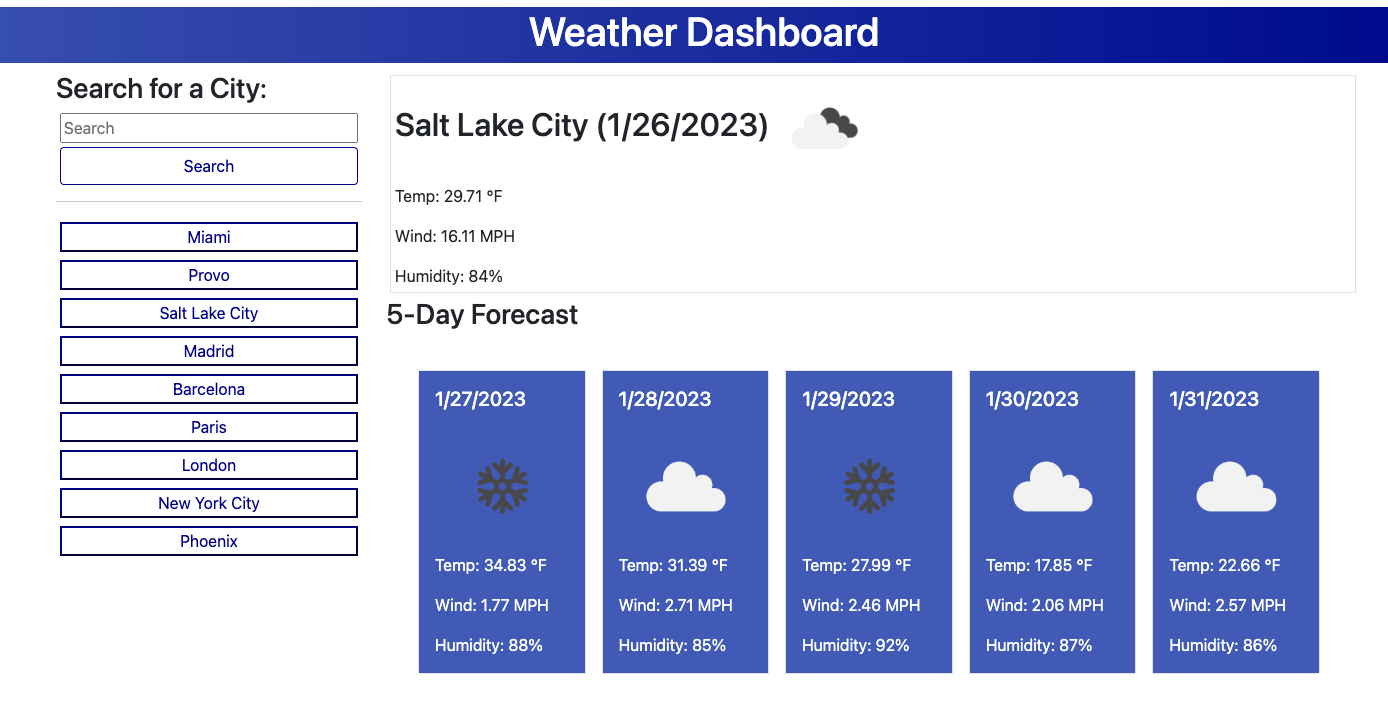 Weather Dashboard
Search for a City:
Search
Search
Miami
Provo
Salt Lake City
Madrid
Barcelona
Paris
London
New York City
Phoenix
Salt Lake City (1/26/2023)
Temp: 29.71 °F
Wind: 16.11 MPH
Humidity: 84%
5-Day Forecast
1/27/2023
Temp: 34.83 °F
Wind: 1.77 MPH
Humidity: 88%
1/28/2023
Temp: 31.39 °F
Wind: 2.71 MPH
Humidity: 85%
1/29/2023
Temp: 27.99 °F
Wind: 2.46 MPH
Humidity: 92%
1/30/2023
Temp: 17.85 °F
Wind: 2.06 MPH
Humidity: 87%
1/31/2023
Temp: 22.66 °F
Wind: 2.57 MPH
Humidity: 86%